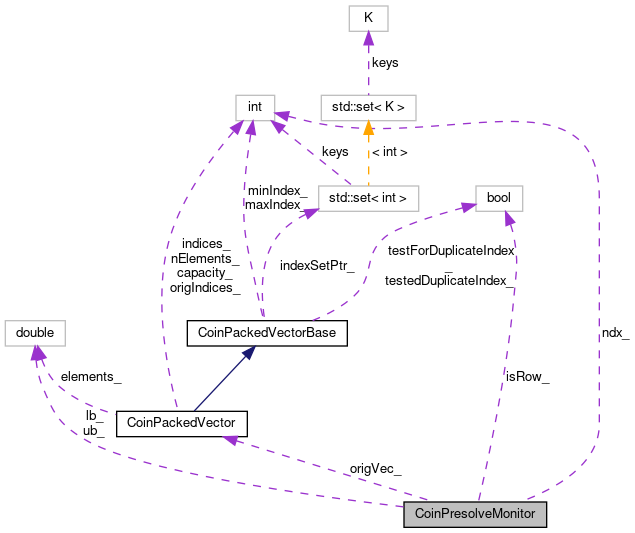 K
keys
int
std::set< K >
keys
< int >
minIndex_
maxIndex_
std::set< int >
bool
indices_
nElements_
capacity_
origIndices_
indexSetPtr_
testForDuplicateIndex
_
testedDuplicateIndex_
double
CoinPackedVectorBase
ndx_
elements_
isRow_
lb_
ub_
CoinPackedVector
origVec_
CoinPresolveMonitor